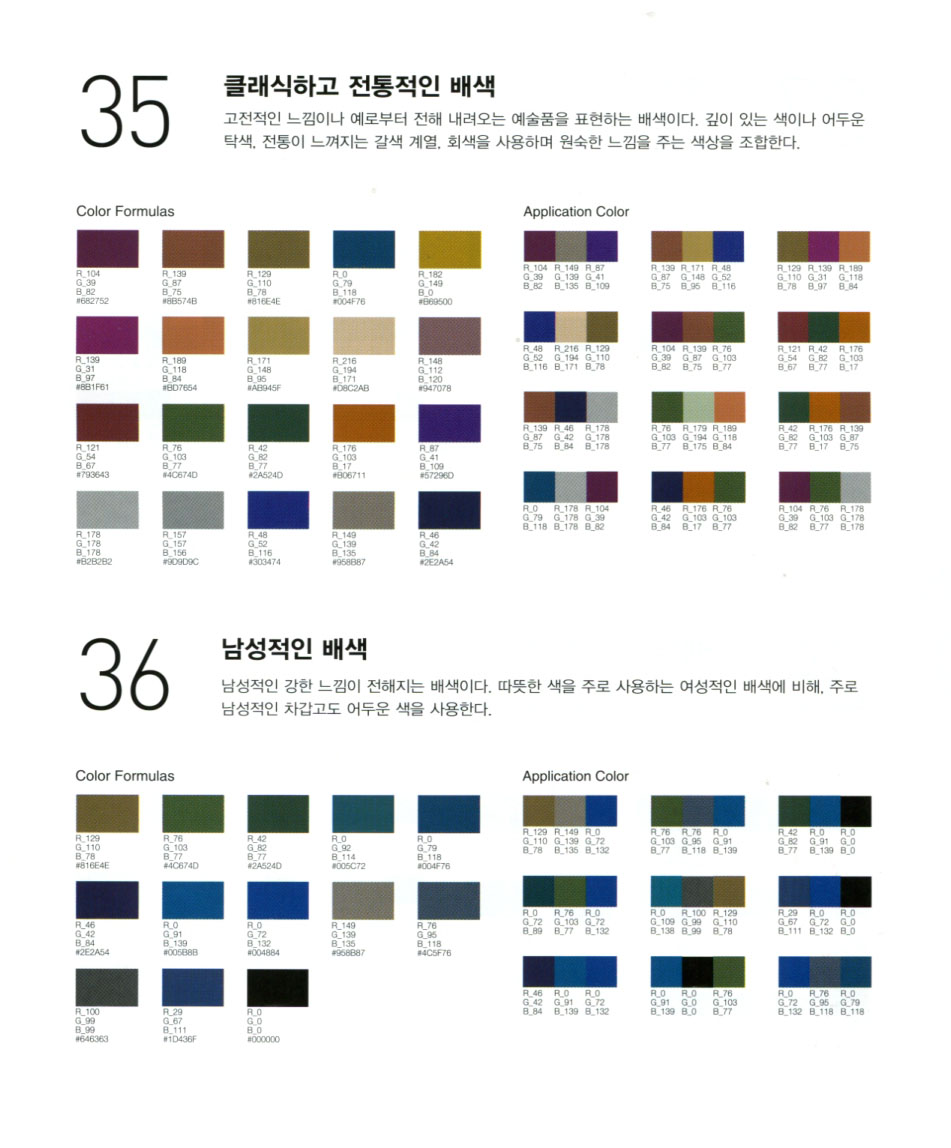 35
클래식하고 전통적인 배색
고전적인 느낌이나 예로부터 전해 내려오는 예술품을 표현하는 배색이다. 깊이 있는 색이나 어두운
탁색, 전통이 느껴지는 갈색 계열, 회색을 사용하며 원숙한 느낌을 주는 색상을 조합한다.
Color Formulas
R_104 R_139 R_129 R_0 R_182
G_39 G_87 G_110 G_79 G_149
B_82 B_75 B_78 B_118 B_0
#682752 #8B574B #816E4E #004F76 #B69500
R_139 R_189 R_171 R_216 R_148
G_31 G_118 G_148 G_194 G_112
B_97 B_84 B_95 B_171 B_120
#8B1F61 #BD7654 #AB945F #D8C2AB #947078
R_121 R_76 R_42 R_176 R_87
G_54 G_103 G_82 G_103 G_41
B_67 B_77 B_77 B_17 B_109
#793643 #4C674D #2A524D #B06711 #57296D
R_178 R_157 R_48 R_149 R_46
G_178 G_157 G_52 G_139 G_42
B_178 B_156 B_116 B_135 B_84
#B2B2B2 #9D9D9C #303474 #958B87 #2E2A54
Application Color
R_104 R_149 R_87 R_139 R_171 R_48 R_129 R_139 R_189
G_39 G_139 G_41 G_87 G_148 G_52 G_110 G_31 G_118
B_82 B_135 B_109 B_75 B_95 B_116 B_78 B_97 B_84
R_48 R_216 R_129 R_104 R_139 R_76 R_121 R_42 R_176
G_52 G_194 G_110 G_39 G_87 G_103 G_54 G_82 G_103
B_116 B_171 B_78 B_82 B_75 B_77 B_67 B_77 B_17
R_139 R_46 R_178 R_76 R_179 R_189 R_42 R_176 R_139
G_87 G_42 G_178 G_103 G_194 G_118 G_82 G_103 G_87
B_75 B_84 B_178 B_77 B_175 B_84 B_77 B_17 B_75
R_0 R_178 R_104 R_46 R_176 R_76 R_104 R_76 R_178
G_79 G_178 G_39 G_42 G_103 G_103 G_39 G_103 G_178
B_118 B_178 B_82 B_84 B_17 B_77 B_82 B_77 B_178
36
남성적인 배색
남성적인 강한 느낌이 전해지는 배색이다. 따뜻한 색을 주로 사용하는 여성적인 배색에 비해, 주로
남성적인 차갑고도 어두운 색을 사용한다.
Color Formulas
R_129 R_76 R_42 R_0 R_0
G_110 G_103 G_82 G_92 G_79
B_78 B_77 B_77 B_114 B_118
#816E4E #4C674D #2A524D #005C72 #004F76
R_46 R_0 R_0 R_149 R_76
G_42 G_91 G_72 G_139 G_95
B_84 B_139 B_132 B_135 B_118
#2E2A54 #005B8B #004884 #958B87 #4C5F76
R_100 R_29 R_0
G_99 G_67 G_0
B_99 B_111 B_0
#646363 #1D436F #000000
Application Color
R_129 R_149 R_0 R_76 R_76 R_0 R_42 R_0 R_0
G_110 G_139 G_72 G_103 G_95 G_91 G_82 G_91 G_0
B_78 B_135 B_132 B_77 B_118 B_139 B_77 B_139 B_0
R_0 R_76 R_0 R_0 R_100 R_129 R_29 R_0 R_0
G_72 G_103 G_72 G_109 G_99 G_110 G_67 G_72 G_0
B_89 B_77 B_132 B_138 B_99 B_78 B_111 B_132 B_0
R_46 R_0 R_0 R_0 R_0 R_76 R_0 R_76 R_0
G_42 G_91 G_72 G_91 G_0 G_103 G_72 G_95 G_79
B_84 B_139 B_132 B_139 B_0 B_77 B_132 B_118 B_118